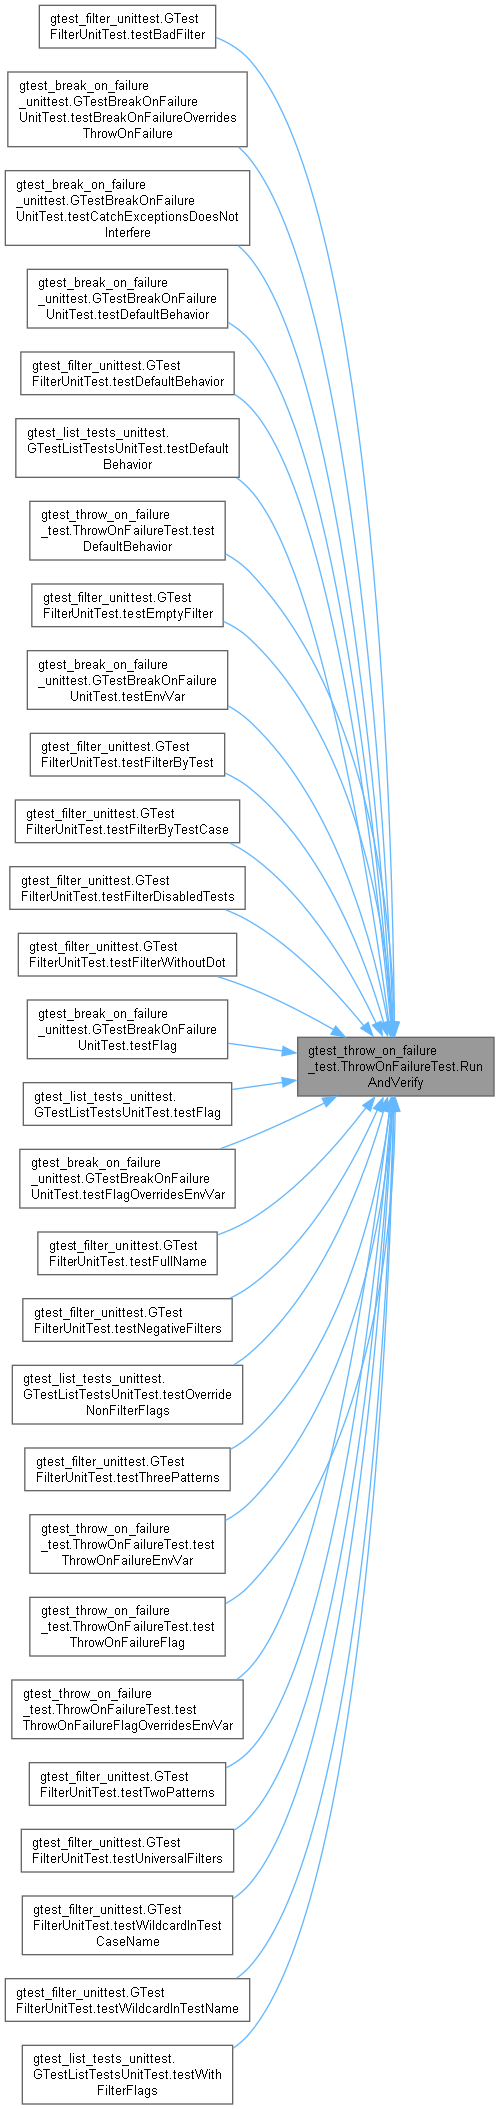 gtest_filter_unittest.GTest
FilterUnitTest.testBadFilter
gtest_break_on_failure
_unittest.GTestBreakOnFailure
UnitTest.testBreakOnFailureOverrides
ThrowOnFailure
gtest_break_on_failure
_unittest.GTestBreakOnFailure
UnitTest.testCatchExceptionsDoesNot
Interfere
gtest_break_on_failure
_unittest.GTestBreakOnFailure
UnitTest.testDefaultBehavior
gtest_filter_unittest.GTest
FilterUnitTest.testDefaultBehavior
gtest_list_tests_unittest.
GTestListTestsUnitTest.testDefault
Behavior
gtest_throw_on_failure
_test.ThrowOnFailureTest.test
DefaultBehavior
gtest_filter_unittest.GTest
FilterUnitTest.testEmptyFilter
gtest_break_on_failure
_unittest.GTestBreakOnFailure
UnitTest.testEnvVar
gtest_filter_unittest.GTest
FilterUnitTest.testFilterByTest
gtest_filter_unittest.GTest
FilterUnitTest.testFilterByTestCase
gtest_filter_unittest.GTest
FilterUnitTest.testFilterDisabledTests
gtest_filter_unittest.GTest
FilterUnitTest.testFilterWithoutDot
gtest_break_on_failure
_unittest.GTestBreakOnFailure
UnitTest.testFlag
gtest_throw_on_failure
_test.ThrowOnFailureTest.Run
AndVerify
gtest_list_tests_unittest.
GTestListTestsUnitTest.testFlag
gtest_break_on_failure
_unittest.GTestBreakOnFailure
UnitTest.testFlagOverridesEnvVar
gtest_filter_unittest.GTest
FilterUnitTest.testFullName
gtest_filter_unittest.GTest
FilterUnitTest.testNegativeFilters
gtest_list_tests_unittest.
GTestListTestsUnitTest.testOverride
NonFilterFlags
gtest_filter_unittest.GTest
FilterUnitTest.testThreePatterns
gtest_throw_on_failure
_test.ThrowOnFailureTest.test
ThrowOnFailureEnvVar
gtest_throw_on_failure
_test.ThrowOnFailureTest.test
ThrowOnFailureFlag
gtest_throw_on_failure
_test.ThrowOnFailureTest.test
ThrowOnFailureFlagOverridesEnvVar
gtest_filter_unittest.GTest
FilterUnitTest.testTwoPatterns
gtest_filter_unittest.GTest
FilterUnitTest.testUniversalFilters
gtest_filter_unittest.GTest
FilterUnitTest.testWildcardInTest
CaseName
gtest_filter_unittest.GTest
FilterUnitTest.testWildcardInTestName
gtest_list_tests_unittest.
GTestListTestsUnitTest.testWith
FilterFlags